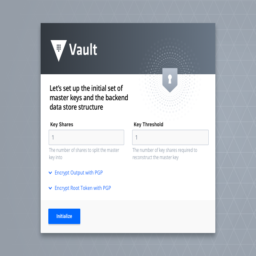 Vault
Let's set up the initial set of
master keys and the backend
data store structure
Key Shares
Key Threshold
1
1
The number of shares to split the master
key into
The number of key shares required to
reconstruct the master key
Encrypt Output with PGP
Encrypt Root Token with PGP
Initialize